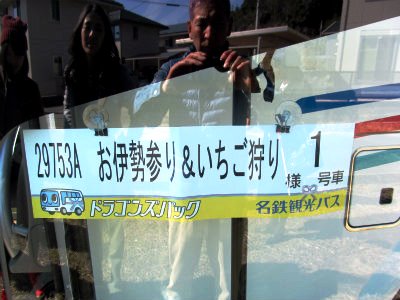 29753A お伊勢参り&いちご狩り 1
様 号車
ドラゴンズパック 名鉄観光バス